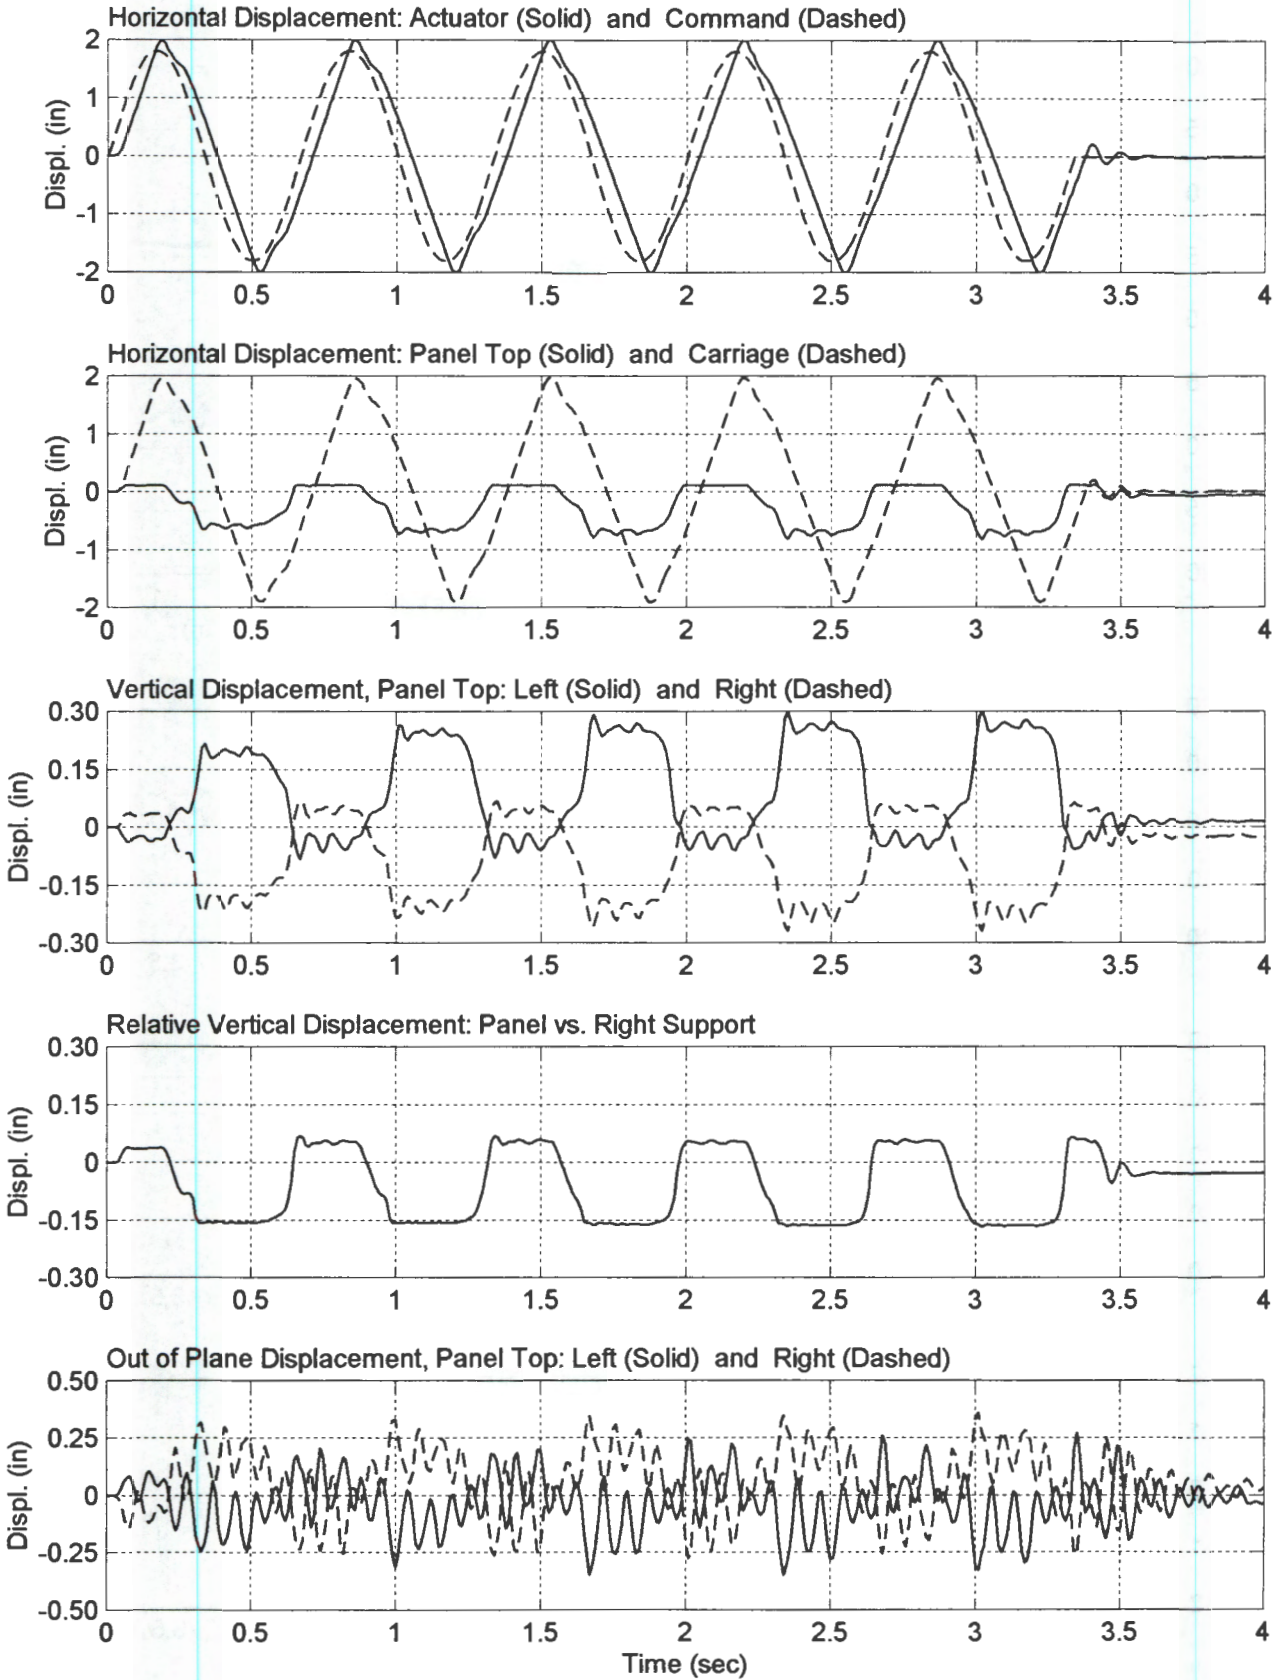 Horizontal Displacement: Actuator (Solid) and Command (Dashed)
2
1
0
-1
-2
Displ. (in)
0 0.5 1 1.5 2 2.5 3 3.5 4
Horizontal Displacement: Panel Top (Solid) and Carriage (Dashed)
2
1
0
-1
-2
Displ. (in)
0 0.5 1 1.5 2 2.5 3 3.5 4
Vertical Displacement, Panel Top: Left (Solid) and Right (Dashed)
0.30
0.15
0
-0.15
-0.30
Displ. (in)
0 0.5 1 1.5 2 2.5 3 3.5 4
Relative Vertical Displacement: Panel vs. Right Support
0.30
0.15
0
-0.15
-0.30
Displ. (in)
0 0.5 1 1.5 2 2.5 3 3.5 4
Out of Plane Displacement, Panel Top: Left (Solid) and Right (Dashed)
0.50
0.25
0
-0.25
-0.50
Displ. (in)
0 0.5 1 1.5 2 2.5 3 3.5 4
Time (sec)